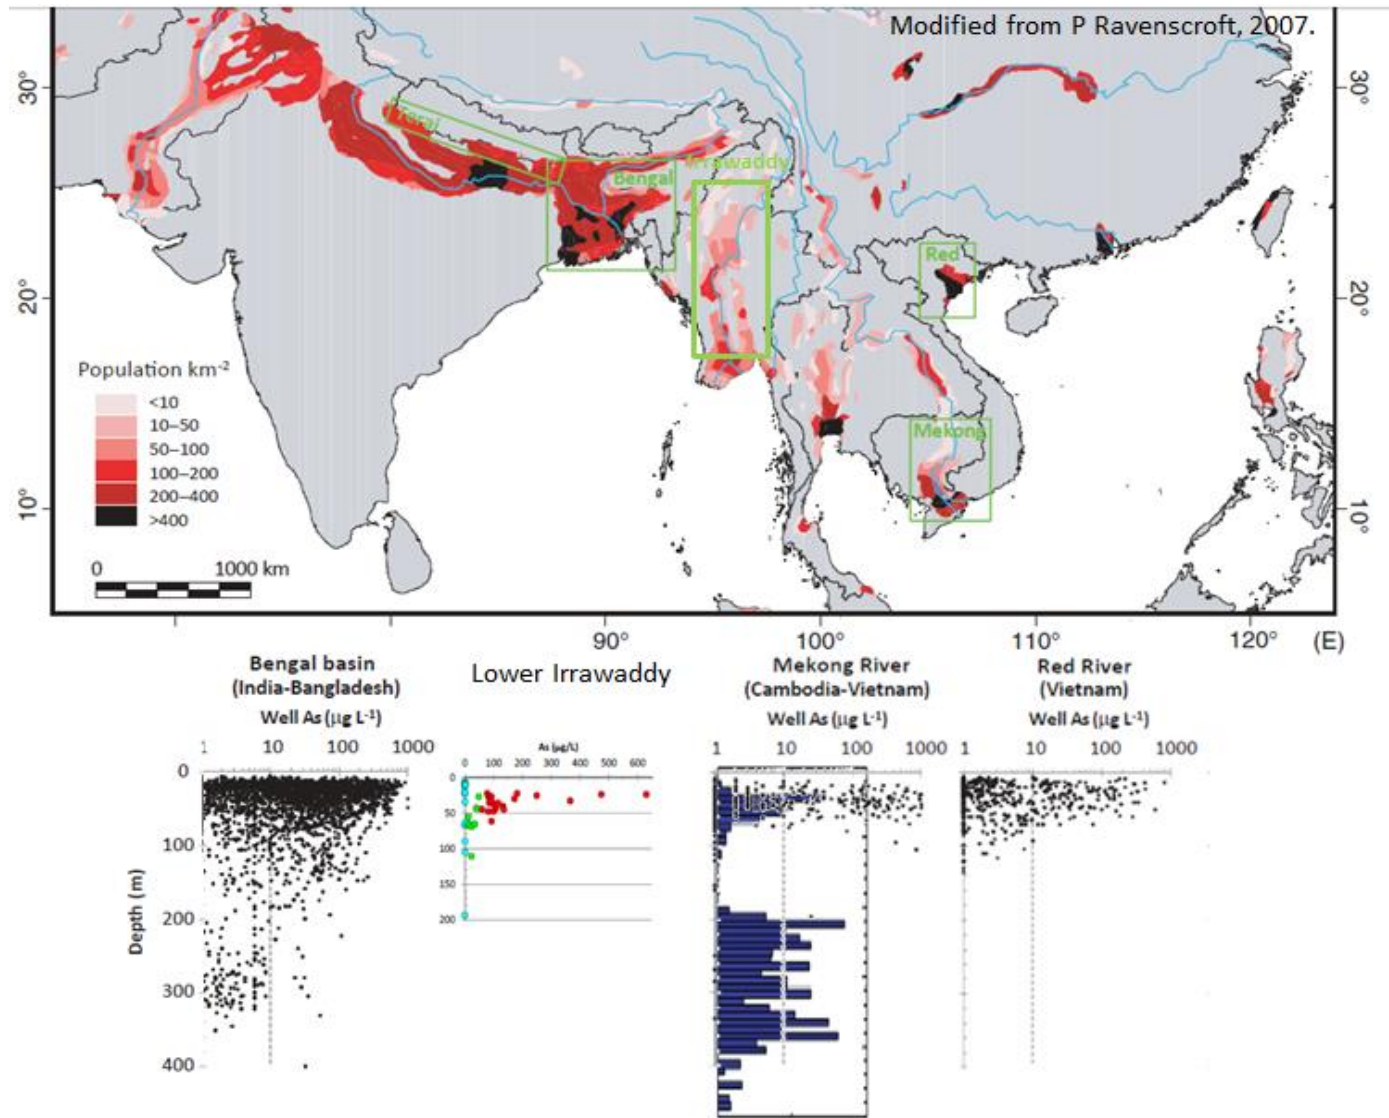 Modified from P Ravenscroft, 2007.
30°
30°
Terai
Irrawaddy
Bengal
Red
20°
20°
Population km-2
<10
10–50
50–100
100–200
200–400
>400
Mekong
10°
10°
0 1000 km
90° 100° 110° 120° (E)
Bengal basin
(India-Bangladesh)
Well As (µg L-1)
1 10 100 1000
Lower Irrawaddy
As (µg/L)
0 100 200 300 400 500 600
Mekong River
(Cambodia-Vietnam)
Well As (µg L-1)
1 10 100 1000
Red River
(Vietnam)
Well As (µg L-1)
1 10 100 1000
Depth (m)
0
100
200
300
400
0
50
100
150
200